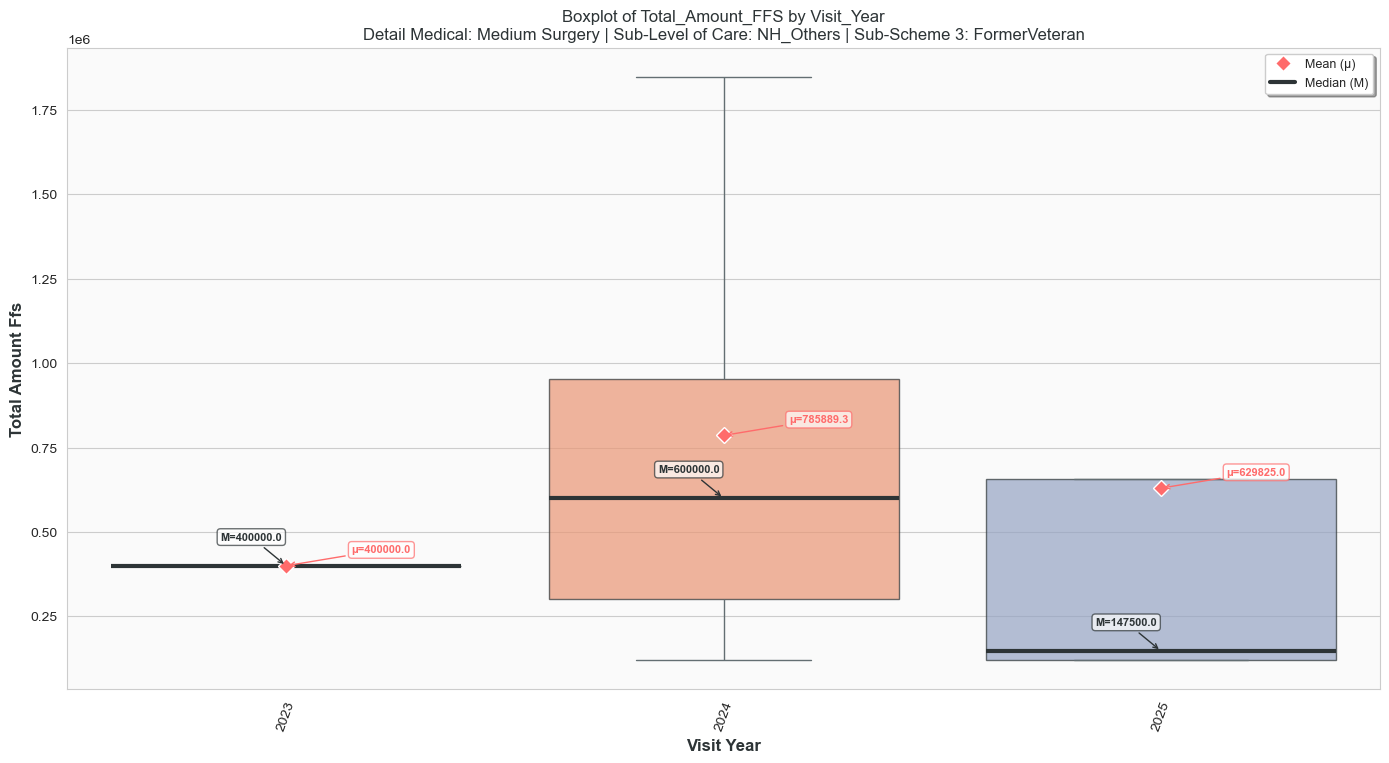 Boxplot of Total_Amount_FFS by Visit_Year
Detail Medical: Medium Surgery | Sub-Level of Care: NH_Others | Sub-Scheme 3: FormerVeteran
1e6
Mean (μ)
Median (M)
1.75
1.50
1.25
1.00
0.75
0.50
0.25
Total Amount Ffs
M=400000.0
μ=400000.0
μ=785889.3
M=600000.0
μ=629825.0
M=147500.0
2023
2024
2025
Visit Year